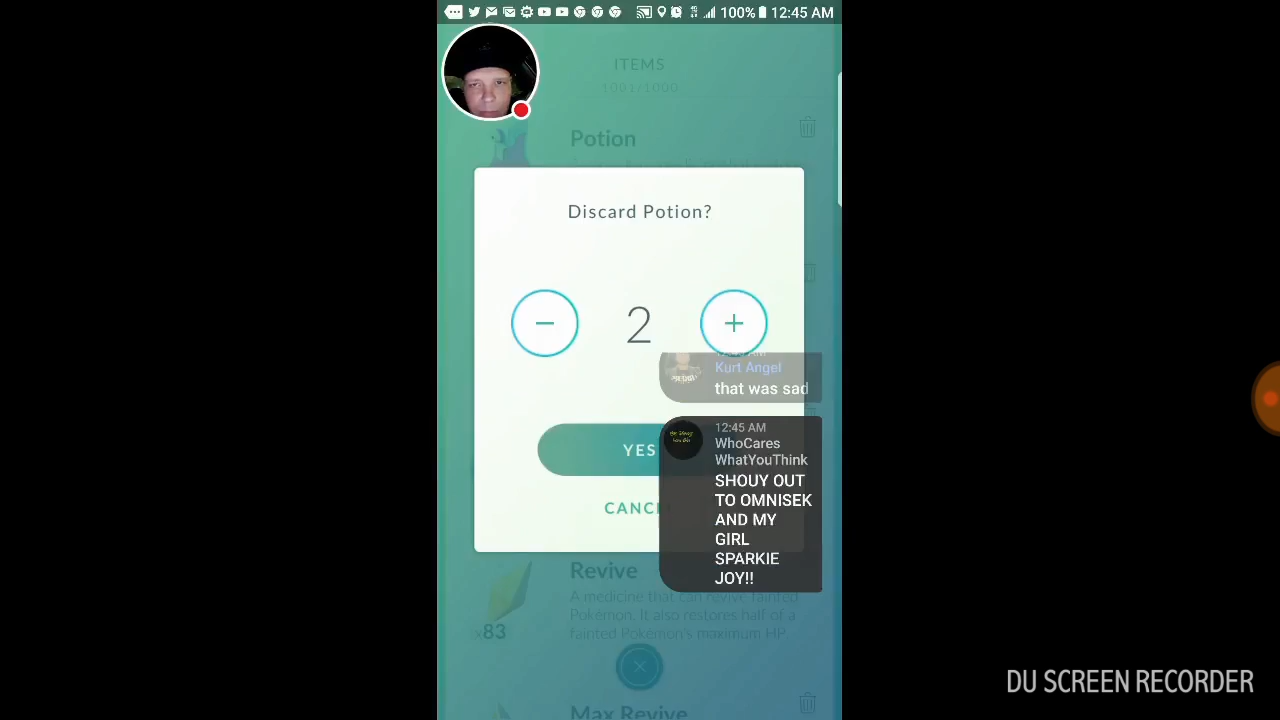 100% 12:45 AM
ITEMS
1001/1000
Potion
Discard Potion?
2
Kurt Angel
that was sad
YES
12:45 AM
WhoCares
WhatYouThink
SHOUY OUT
TO OMNISEK
AND MY
GIRL
SPARKIE
JOY!!
CANC
Revive
A medicine that can revive fainted
Pokémon. It also restores half of a
fainted Pokémon's maximum HP.
x83
Max Revive
DU SCREEN RECORDER